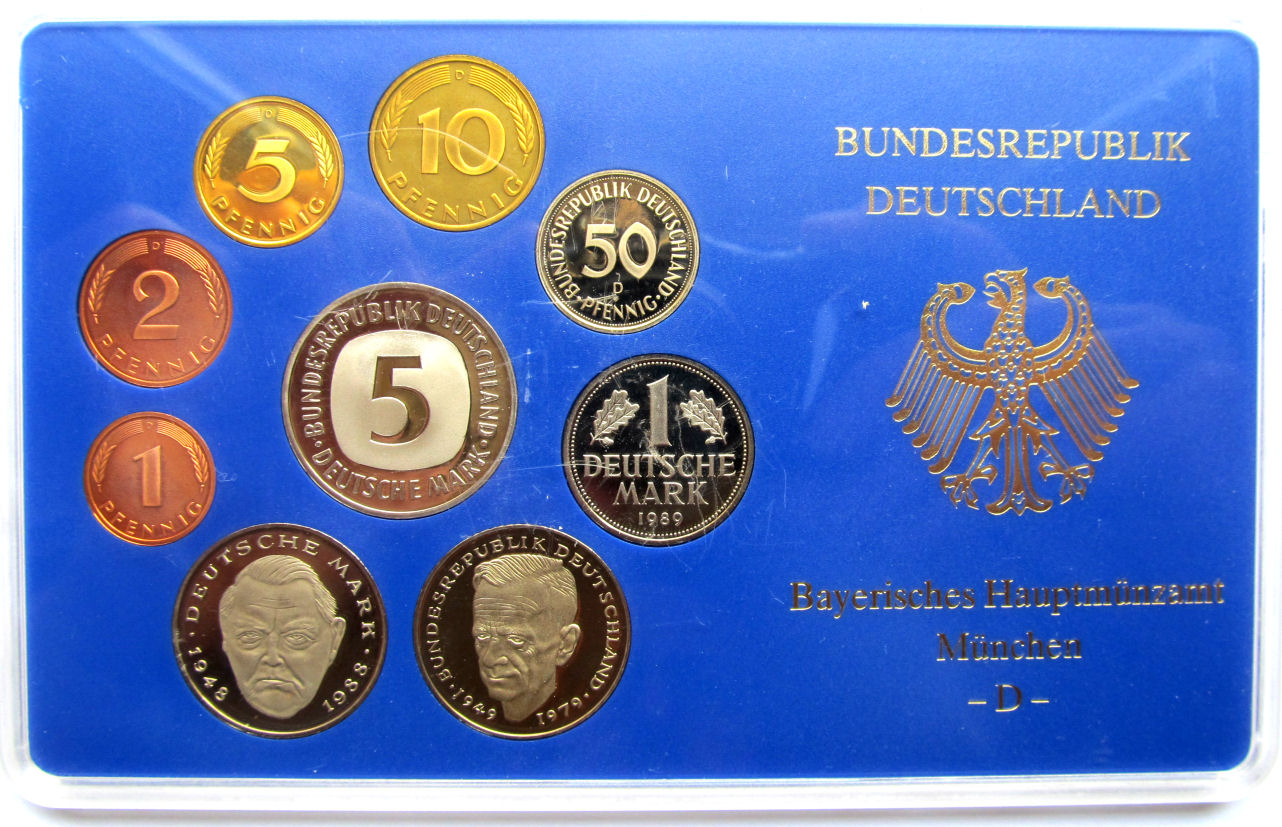 BUNDESREPUBLIK
DEUTSCHLAND
Bayerisches Hauptmünzamt
München
– D –
D
5
PFENNIG
D
10
PFENNIG
BUNDESREPUBLIK DEUTSCHLAND
50
D
· PFENNIG ·
D
2
PFENNIG
BUNDESREPUBLIK DEUTSCHLAND
5
· DEUTSCHE MARK ·
1
DEUTSCHE
MARK
1989
D
1
PFENNIG
· DEUTSCHE MARK ·
1948 1988
· BUNDESREPUBLIK DEUTSCHLAND ·
1949 1979